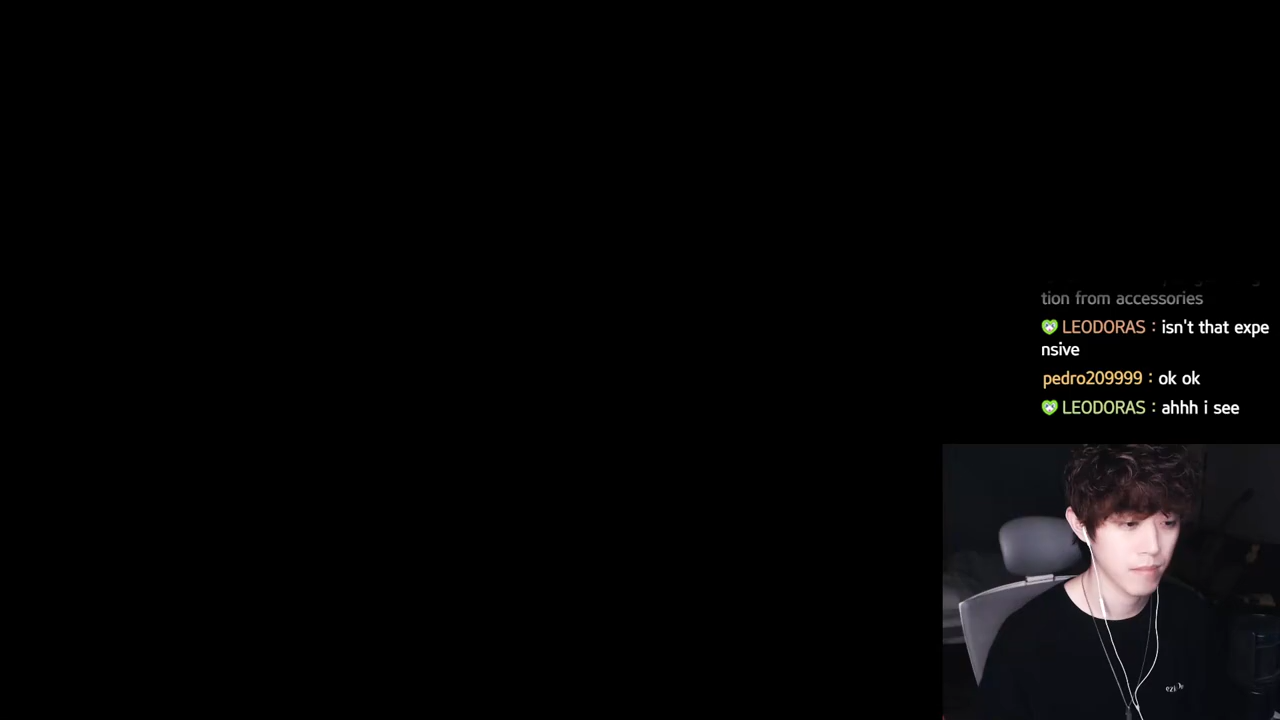 tion from accessories
LEODORAS : isn't that expe
nsive
pedro209999 : ok ok
LEODORAS : ahhh i see